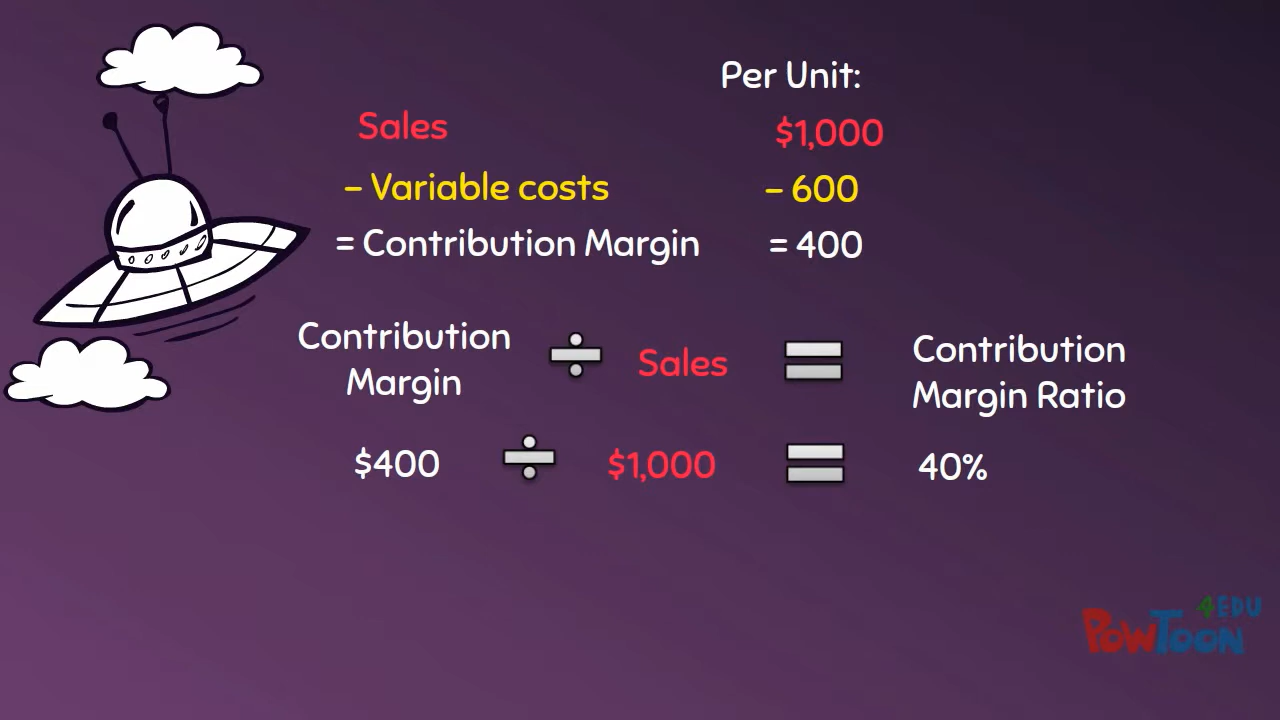 Per Unit:
Sales $1,000
– Variable costs – 600
= Contribution Margin = 400
Contribution Margin ÷ Sales = Contribution Margin Ratio
$400 ÷ $1,000 = 40%
4EDU
POWTOON